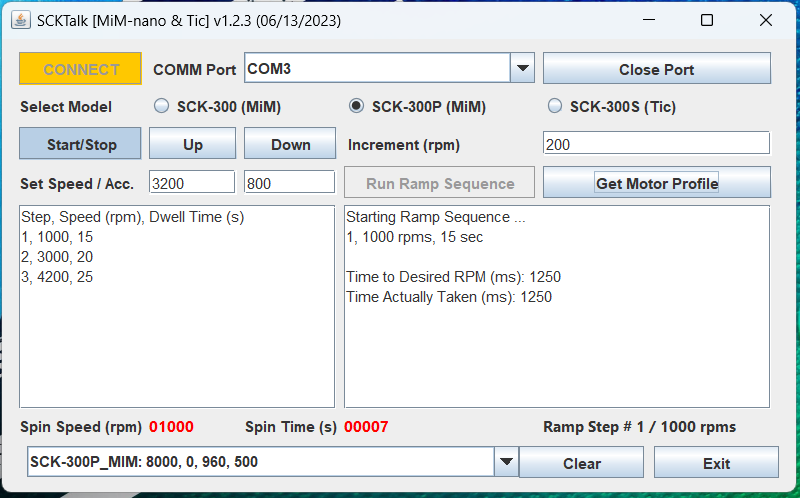 SCKTalk [MiM-nano & Tic] v1.2.3 (06/13/2023)
CONNECT COMM Port COM3 Close Port
Select Model SCK-300 (MiM) SCK-300P (MiM) SCK-300S (Tic)
Start/Stop Up Down Increment (rpm) 200
Set Speed / Acc. 3200 800 Run Ramp Sequence Get Motor Profile
Step, Speed (rpm), Dwell Time (s)
1, 1000, 15
2, 3000, 20
3, 4200, 25
Starting Ramp Sequence ...
1, 1000 rpms, 15 sec
Time to Desired RPM (ms): 1250
Time Actually Taken (ms): 1250
Spin Speed (rpm) 01000 Spin Time (s) 00007 Ramp Step # 1 / 1000 rpms
SCK-300P_MIM: 8000, 0, 960, 500 Clear Exit